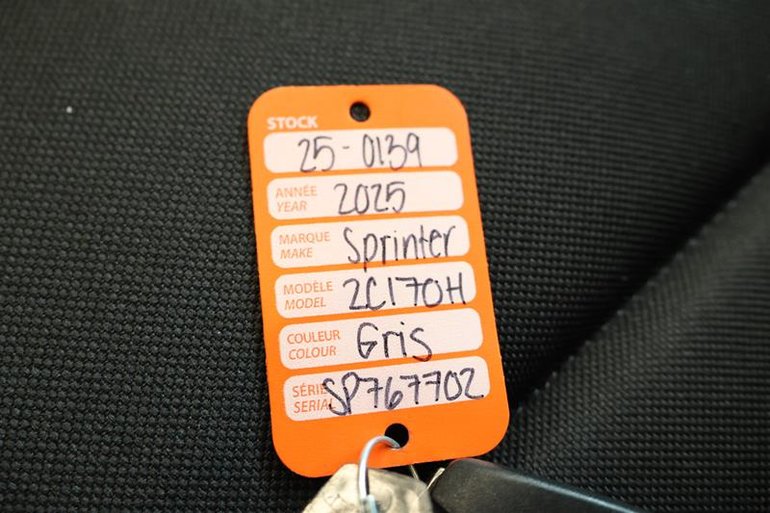 STOCK
25-0139
ANNÉE
YEAR 2025
MARQUE
MAKE Sprinter
MODÈLE
MODEL 2C170H
COULEUR
COLOUR Gris
SÉRIE
SERIAL SP767702